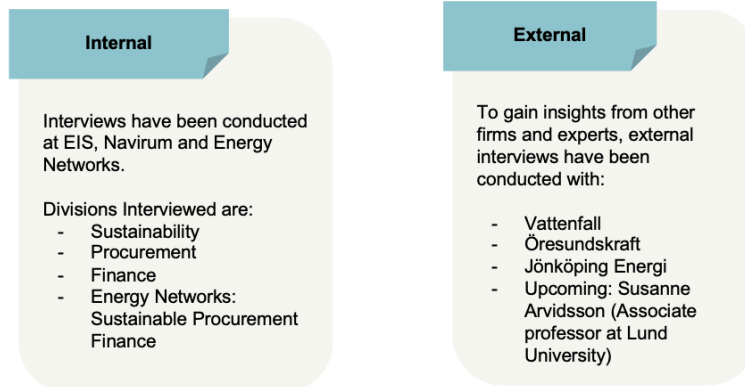 Internal
Interviews have been conducted
at EIS, Navirum and Energy
Networks.
Divisions Interviewed are:
- Sustainability
- Procurement
- Finance
- Energy Networks:
Sustainable Procurement
Finance
External
To gain insights from other
firms and experts, external
interviews have been
conducted with:
- Vattenfall
- Öresundskraft
- Jönköping Energi
- Upcoming: Susanne
Arvidsson (Associate
professor at Lund
University)